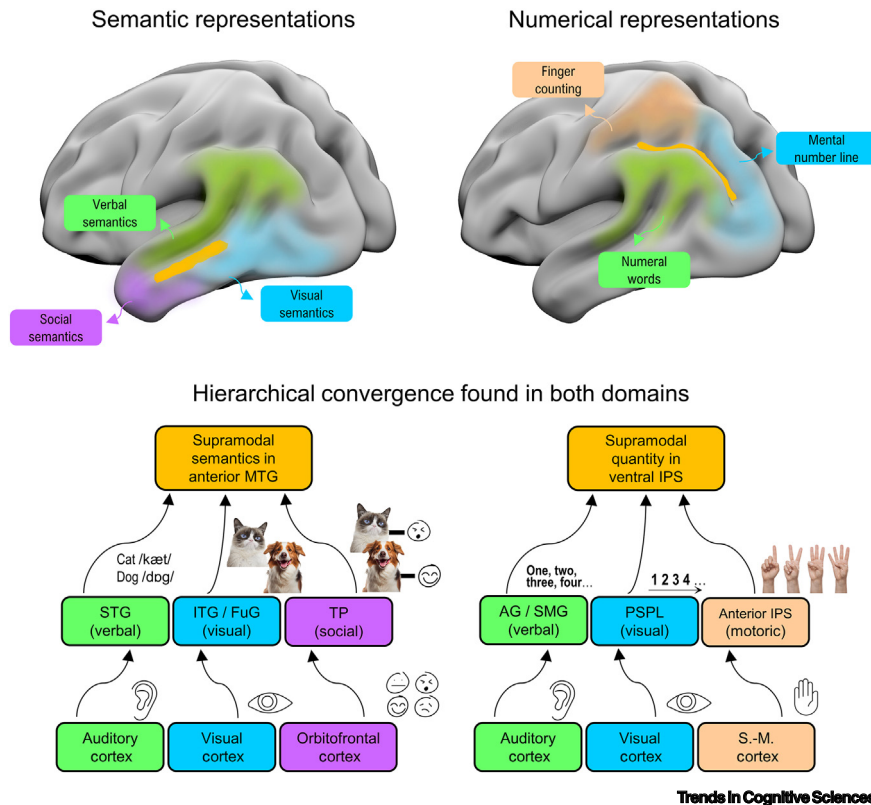 Semantic representations
Numerical representations
Finger
counting
Mental
number line
Verbal
semantics
Numeral
words
Visual
semantics
Social
semantics
Hierarchical convergence found in both domains
Supramodal
semantics in
anterior MTG
Supramodal
quantity in
ventral IPS
Cat /kæt/
Dog /dɒg/
One, two,
three, four...
1 2 3 4 ...
STG
(verbal)
ITG / FuG
(visual)
TP
(social)
AG / SMG
(verbal)
PSPL
(visual)
Anterior IPS
(motoric)
Auditory
cortex
Visual
cortex
Orbitofrontal
cortex
Auditory
cortex
Visual
cortex
S.-M.
cortex
Trends in Cognitive Sciences